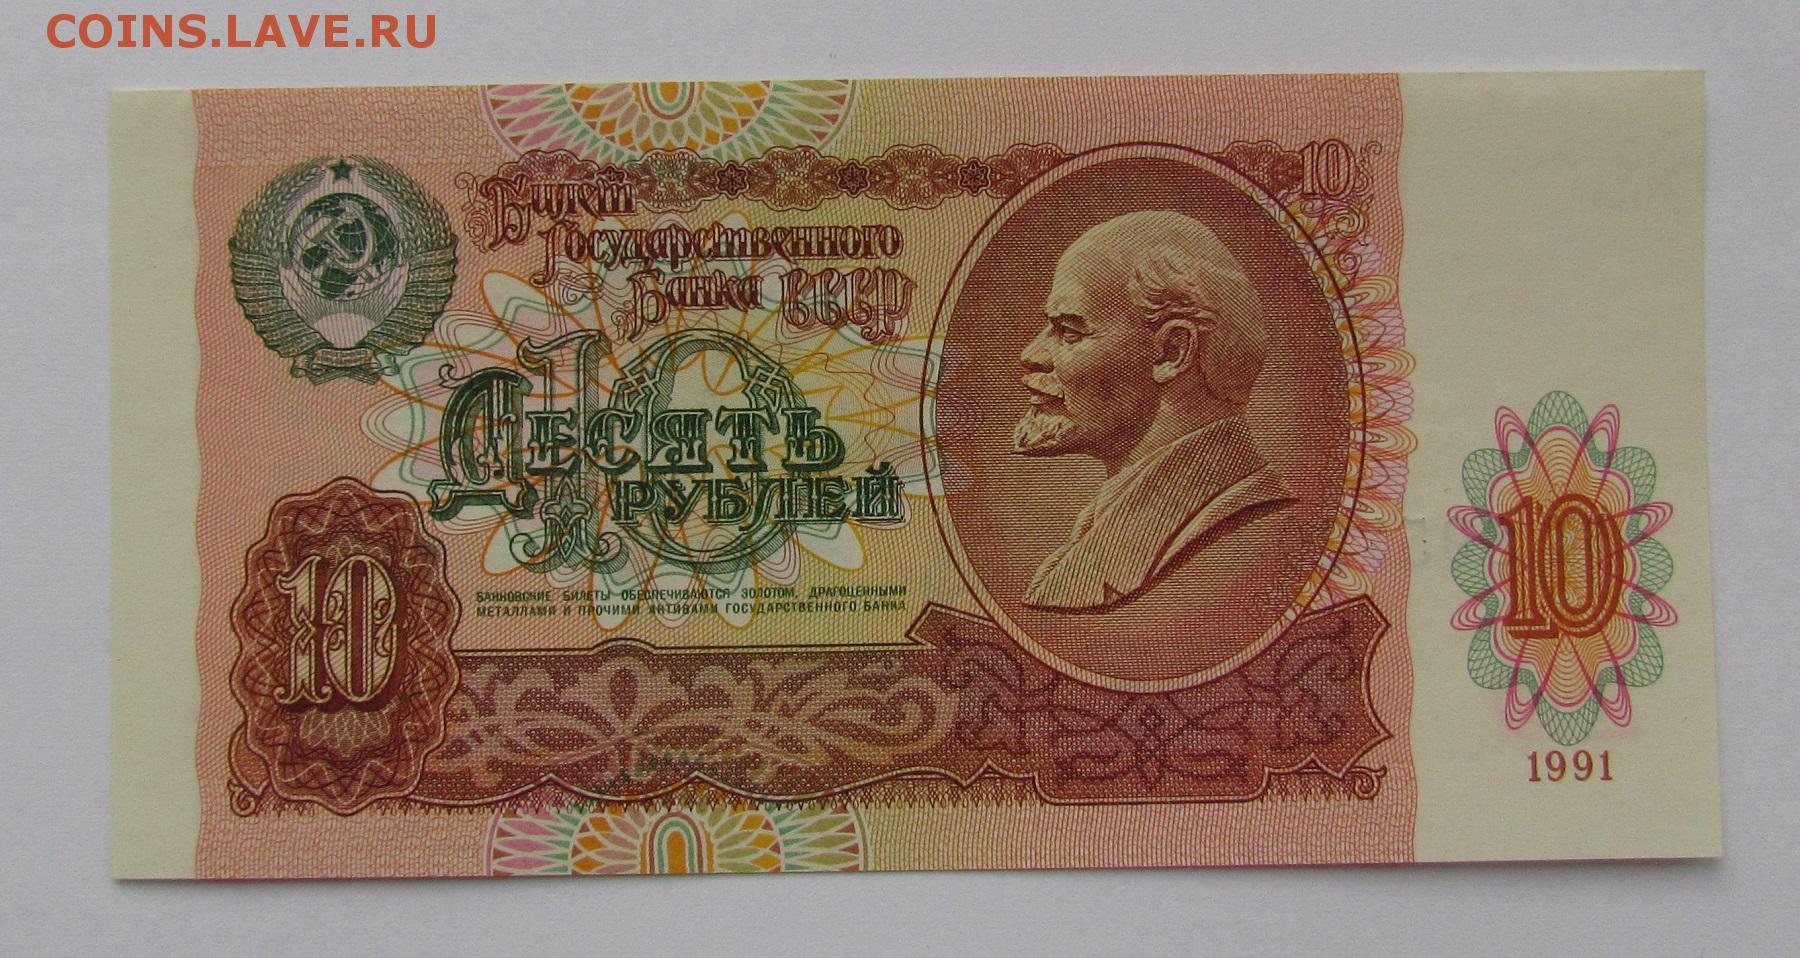 COINS.LAVE.RU
Билет
Государственного
Банка СССР
10
10
ДЕСЯТЬ
РУБЛЕЙ
БАНКОВСКИЕ БИЛЕТЫ ОБЕСПЕЧИВАЮТСЯ ЗОЛОТОМ, ДРАГОЦЕННЫМИ
МЕТАЛЛАМИ И ПРОЧИМИ АКТИВАМИ ГОСУДАРСТВЕННОГО БАНКА
10
10
1991